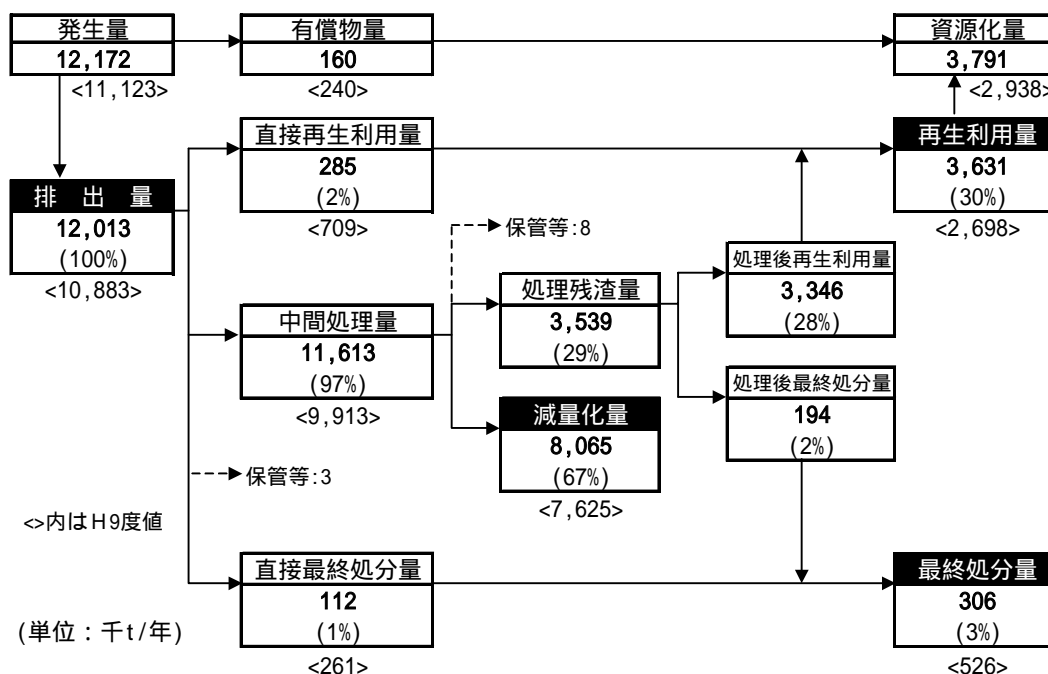 発生量
12,172
<11,123>
有償物量
160
<240>
資源化量
3,791
<2,938>
直接再生利用量
285
(2%)
<709>
再生利用量
3,631
(30%)
<2,698>
排 出 量
12,013
(100%)
<10,883>
保管等:8
処理後再生利用量
3,346
(28%)
処理残渣量
3,539
(29%)
中間処理量
11,613
(97%)
<9,913>
処理後最終処分量
194
(2%)
減量化量
8,065
(67%)
<7,625>
保管等:3
<>内はH9度値
直接最終処分量
112
(1%)
<261>
最終処分量
306
(3%)
<526>
(単位:千t/年)